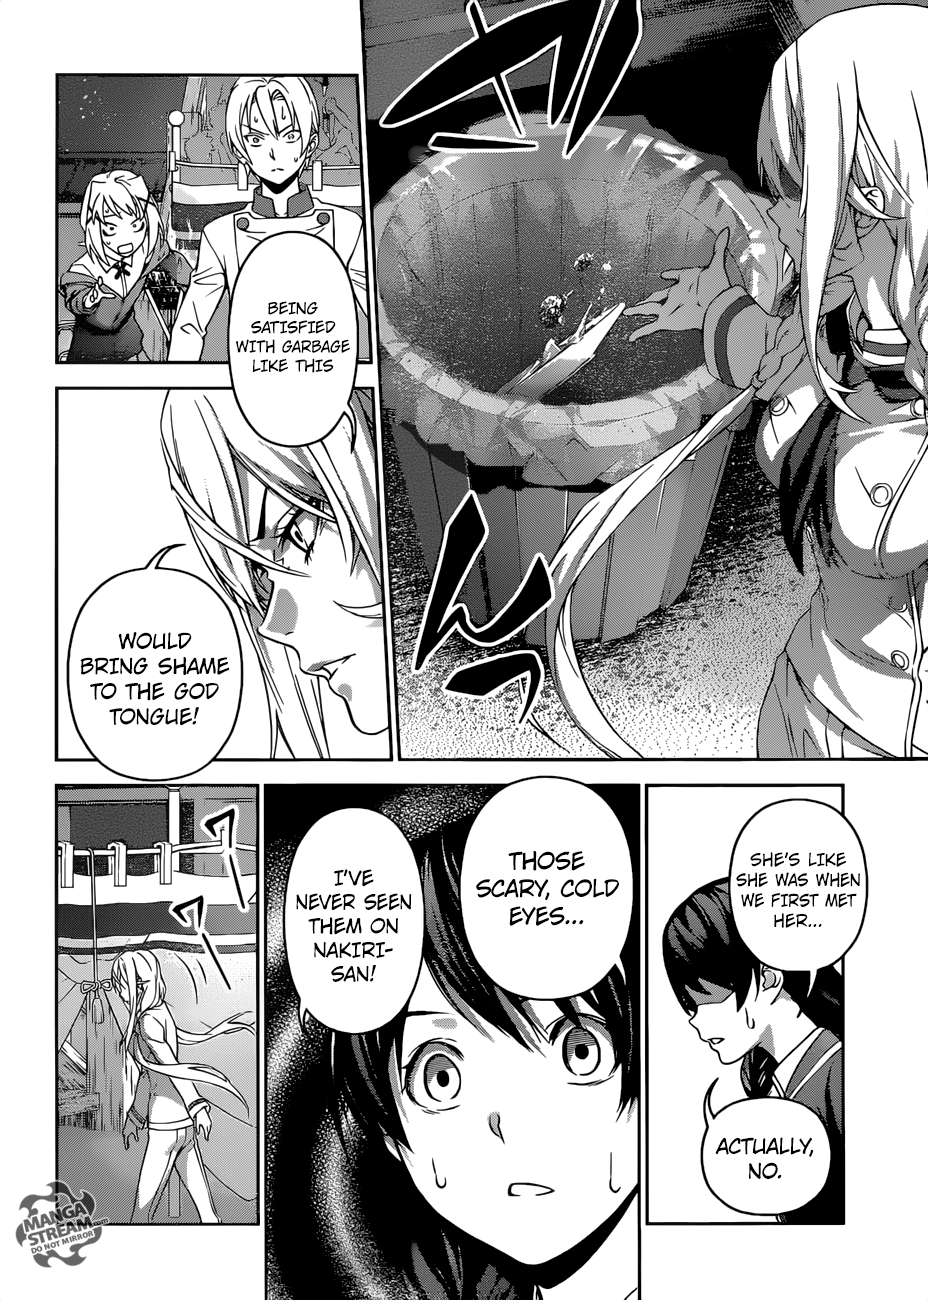 BEING
SATISFIED
WITH GARBAGE
LIKE THIS
WOULD
BRING SHAME
TO THE GOD
TONGUE!
SHE'S LIKE
SHE WAS WHEN
WE FIRST MET
HER...
ACTUALLY,
NO.
THOSE
SCARY, COLD
EYES...
I'VE
NEVER SEEN
THEM ON
NAKIRI-
SAN!
MANGA
STREAM.com
DO NOT MIRROR